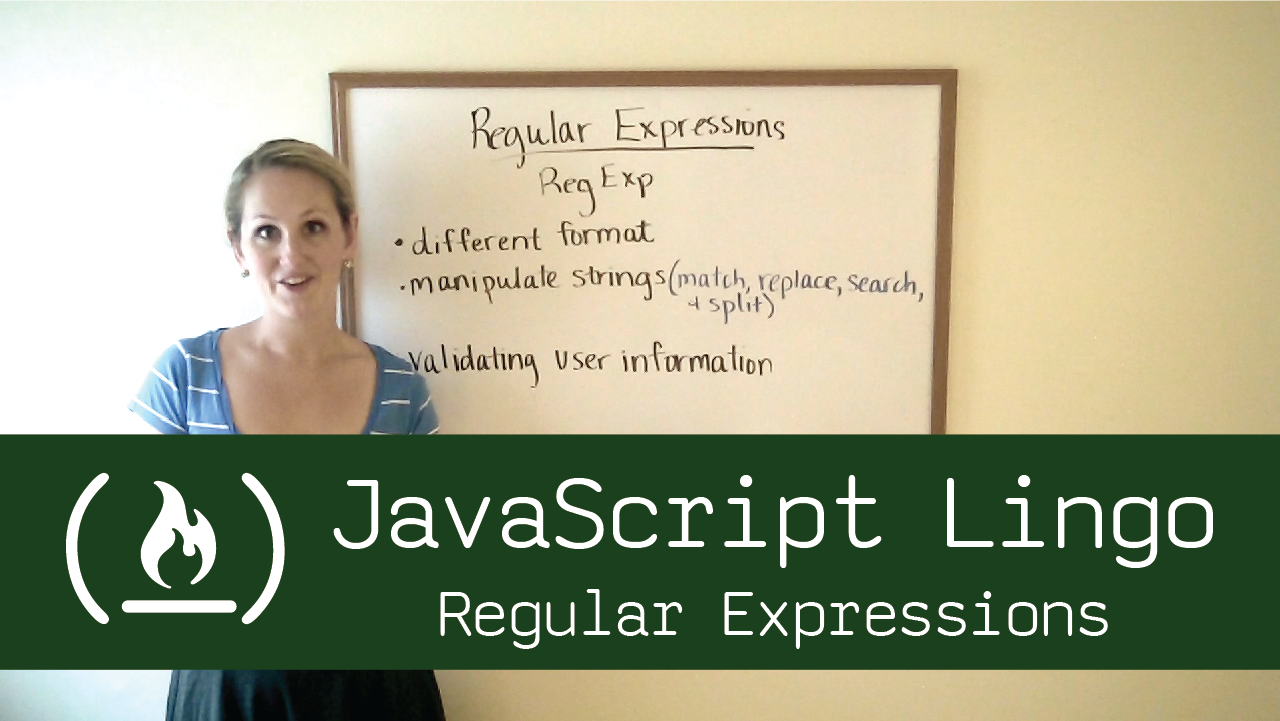 Regular Expressions
RegExp
• different format
• manipulate strings (match, replace, search,
+ split)
validating user information
JavaScript Lingo
Regular Expressions